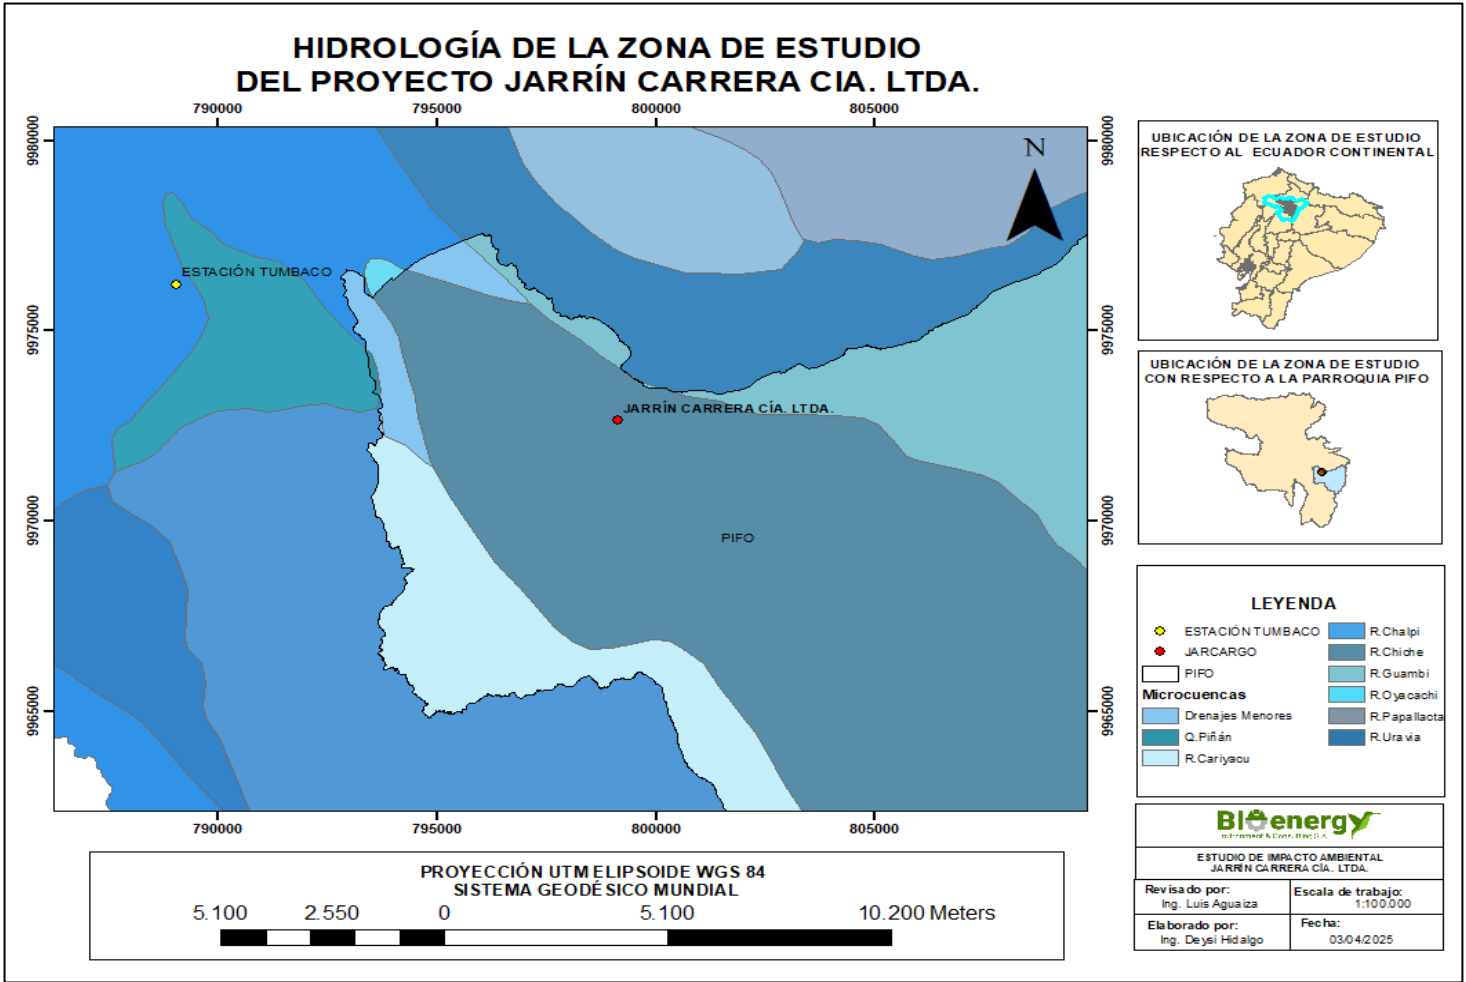 HIDROLOGÍA DE LA ZONA DE ESTUDIO
DEL PROYECTO JARRÍN CARRERA CIA. LTDA.
790000
795000
800000
805000
9980000
9980000
N
ESTACIÓN TUMBACO
9975000
9975000
JARRÍN CARRERA CÍA. LTDA.
9970000
9970000
PIFO
9965000
9965000
790000
795000
800000
805000
PROYECCIÓN UTM ELIPSOIDE WGS 84
SISTEMA GEODÉSICO MUNDIAL
5.100 2.550 0 5.100 10.200 Meters
UBICACIÓN DE LA ZONA DE ESTUDIO
RESPECTO AL ECUADOR CONTINENTAL
UBICACIÓN DE LA ZONA DE ESTUDIO
CON RESPECTO A LA PARROQUIA PIFO
LEYENDA
ESTACIÓN TUMBACO
JARCARGO
PIFO
Microcuencas
Drenajes Menores
Q.Piñán
R.Cariyacu
R.Chalpi
R.Chiche
R.Guambi
R.Oyacachi
R.Papallacta
R.Uravia
Bioenergy
ESTUDIO DE IMPACTO AMBIENTAL
JARRÍN CARRERA CÍA. LTDA.
Revisado por:
Ing. Luis Aguaiza
Escala de trabajo:
1:100.000
Elaborado por:
Ing. Deysi Hidalgo
Fecha:
03/04/2025